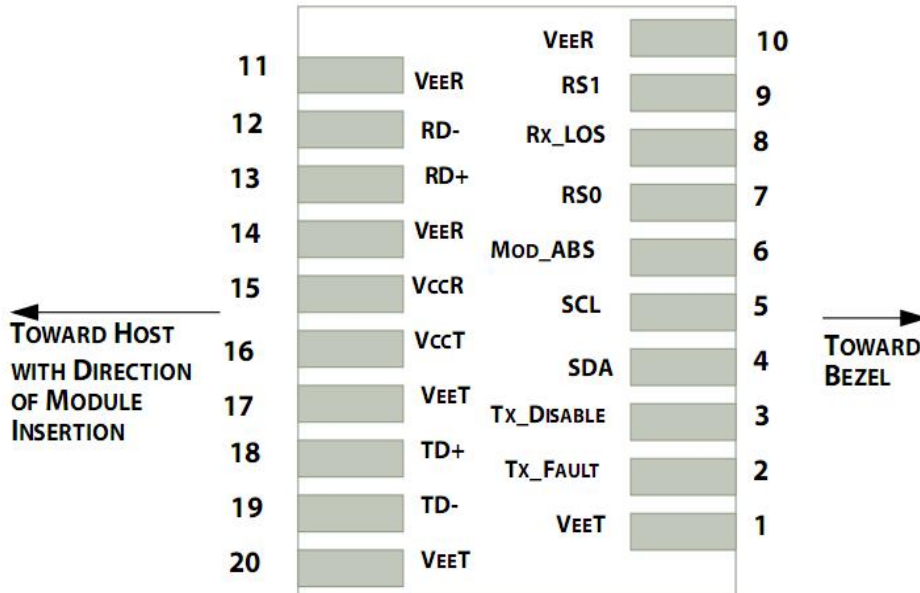 11 VEER
12 RD-
13 RD+
14 VEER
15 VCCR
16 VCCT
17 VEET
18 TD+
19 TD-
20 VEET
VEER 10
RS1 9
RX_LOS 8
RS0 7
MOD_ABS 6
SCL 5
SDA 4
TX_DISABLE 3
TX_FAULT 2
VEET 1
TOWARD HOST
WITH DIRECTION
OF MODULE
INSERTION
TOWARD
BEZEL